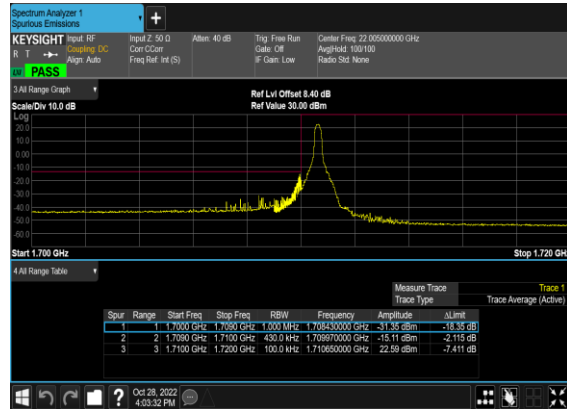 Spectrum Analyzer 1
Spurious Emissions
KEYSIGHT
R T
LXI PASS
Input: RF
Coupling: DC
Align: Auto
Input Z: 50 Ω
Corr CCorr
Freq Ref: Int (S)
Atten: 40 dB
Trig: Free Run
Gate: Off
IF Gain: Low
Center Freq: 22.005000000 GHz
Avg|Hold: 100/100
Radio Std: None
3 All Range Graph
Scale/Div 10.0 dB
Ref Lvl Offset 8.40 dB
Ref Value 30.00 dBm
Log
20.0
10.0
0.00
-10.0
-20.0
-30.0
-40.0
-50.0
-60.0
Start 1.700 GHz
Stop 1.720 GHz
4 All Range Table
Measure Trace Trace 1
Trace Type Trace Average (Active)
Spur Range Start Freq Stop Freq RBW Frequency Amplitude ΔLimit
1 1 1.7000 GHz 1.7090 GHz 1.000 MHz 1.708430000 GHz -31.35 dBm -18.35 dB
2 2 1.7090 GHz 1.7100 GHz 430.0 kHz 1.709970000 GHz -15.11 dBm -2.115 dB
3 3 1.7100 GHz 1.7200 GHz 100.0 kHz 1.710650000 GHz 22.59 dBm -7.411 dB
?
Oct 28, 2022
4:03:32 PM